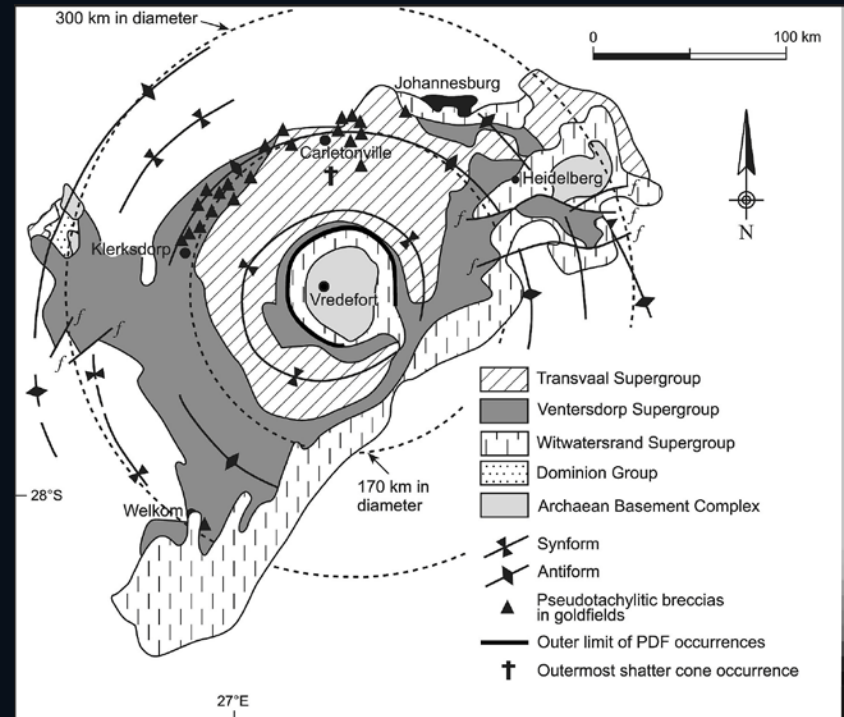 300 km in diameter
0
100 km
Johannesburg
Carletonville
Heidelberg
f
f
f
N
Klerksdorp
f
Vredefort
f
f
f
Transvaal Supergroup
Ventersdorp Supergroup
Witwatersrand Supergroup
170 km in
diameter
Dominion Group
28°S
Archaean Basement Complex
Welkom
Synform
Antiform
Pseudotachylitic breccias
in goldfields
Outer limit of PDF occurrences
Outermost shatter cone occurrence
27°E